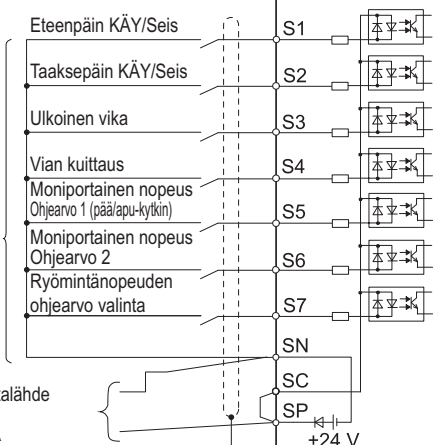 Eteenpäin KÄY/Seis
S1
Taaksepäin KÄY/Seis
S2
Ulkoinen vika
S3
Vian kuittaus
S4
Moniportainen nopeus
Ohjearvo 1 (pää/apu-kytkin)
S5
Moniportainen nopeus
Ohjearvo 2
S6
Ryömintänopeuden
ohjearvo valinta
S7
SN
SC
alähde
SP
+24 V